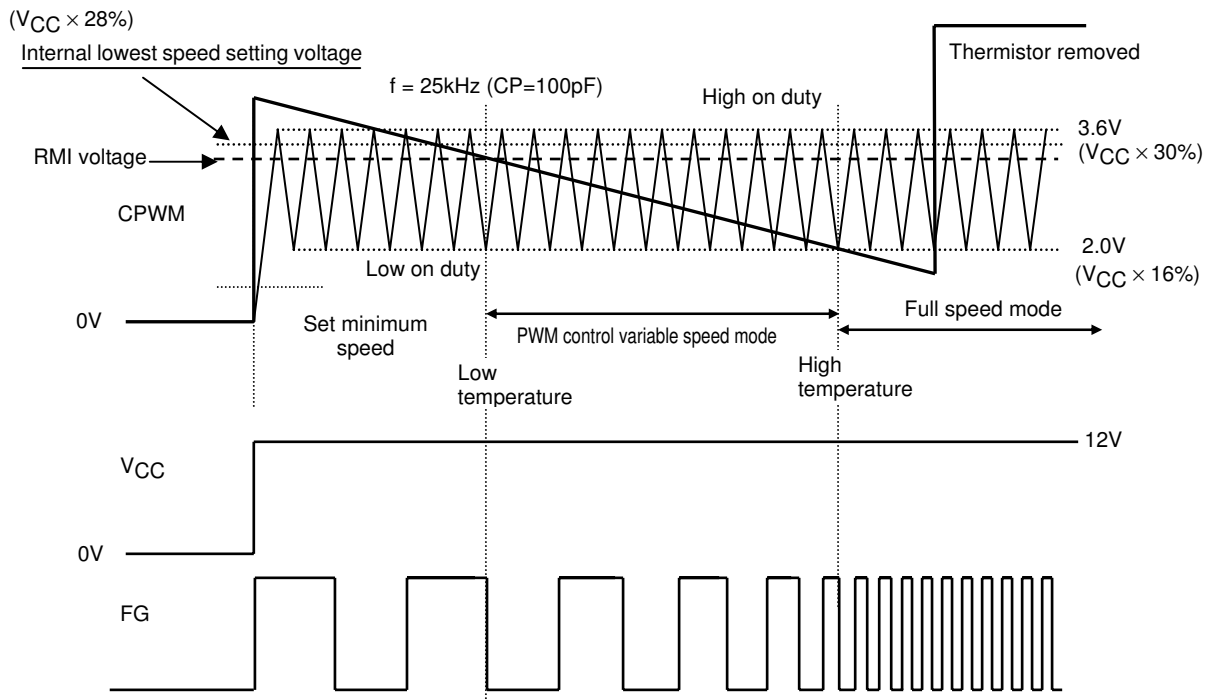 (VCC × 28%)
Internal lowest speed setting voltage
Thermistor removed
f = 25kHz (CP=100pF)
High on duty
3.6V
(VCC × 30%)
RMI voltage
CPWM
2.0V
(VCC × 16%)
Low on duty
0V
Full speed mode
Set minimum
speed
PWM control variable speed mode
Low
temperature
High
temperature
12V
VCC
0V
FG